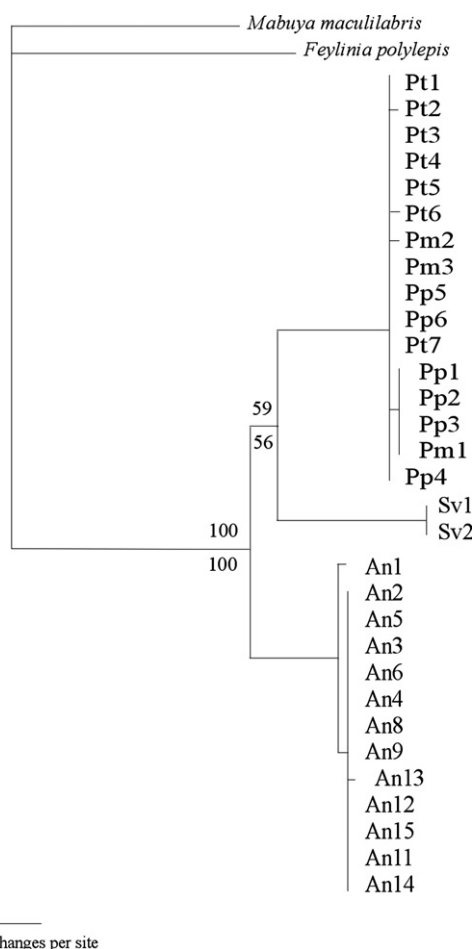 Mabuya maculilabris
Feylinia polylepis
Pt1
Pt2
Pt3
Pt4
Pt5
Pt6
Pm2
Pm3
Pp5
Pp6
Pt7
Pp1
Pp2
Pp3
Pm1
Pp4
59
56
Sv1
Sv2
100
100
An1
An2
An5
An3
An6
An4
An8
An9
An13
An12
An15
An11
An14
hanges per site